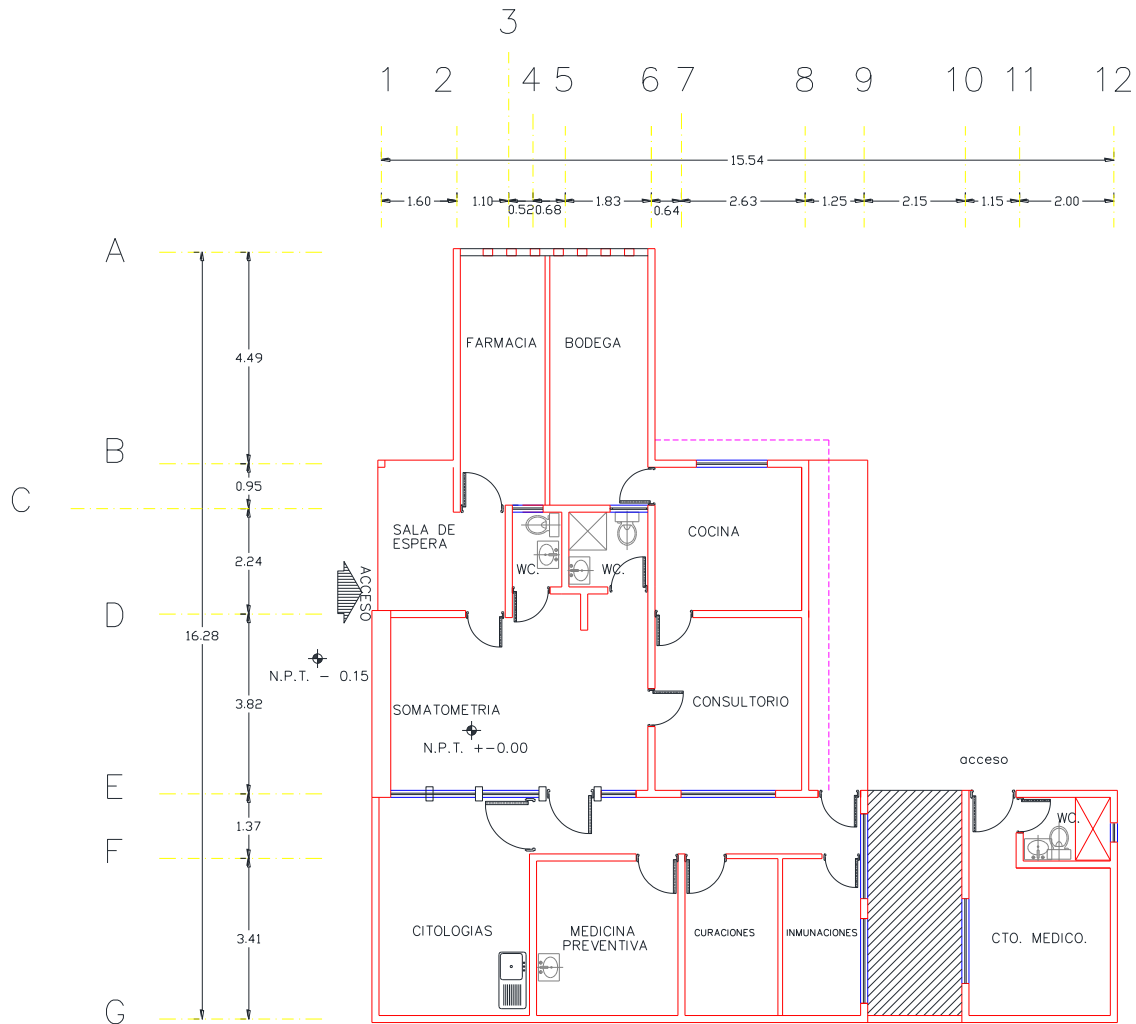 3
1 2 4 5 6 7 8 9 10 11 12
15.54
1.60 1.10 0.52 0.68 1.83 0.64 2.63 1.25 2.15 1.15 2.00
A
4.49
FARMACIA BODEGA
B
0.95
C
SALA DE
ESPERA
COCINA
2.24
WC. WC.
ACCESO
D
16.28
N.P.T. - 0.15
3.82
SOMATOMETRIA
CONSULTORIO
N.P.T. +-0.00
acceso
E
1.37
WC.
F
3.41
CITOLOGIAS
MEDICINA
PREVENTIVA
CURACIONES
INMUNACIONES
CTO. MEDICO.
G